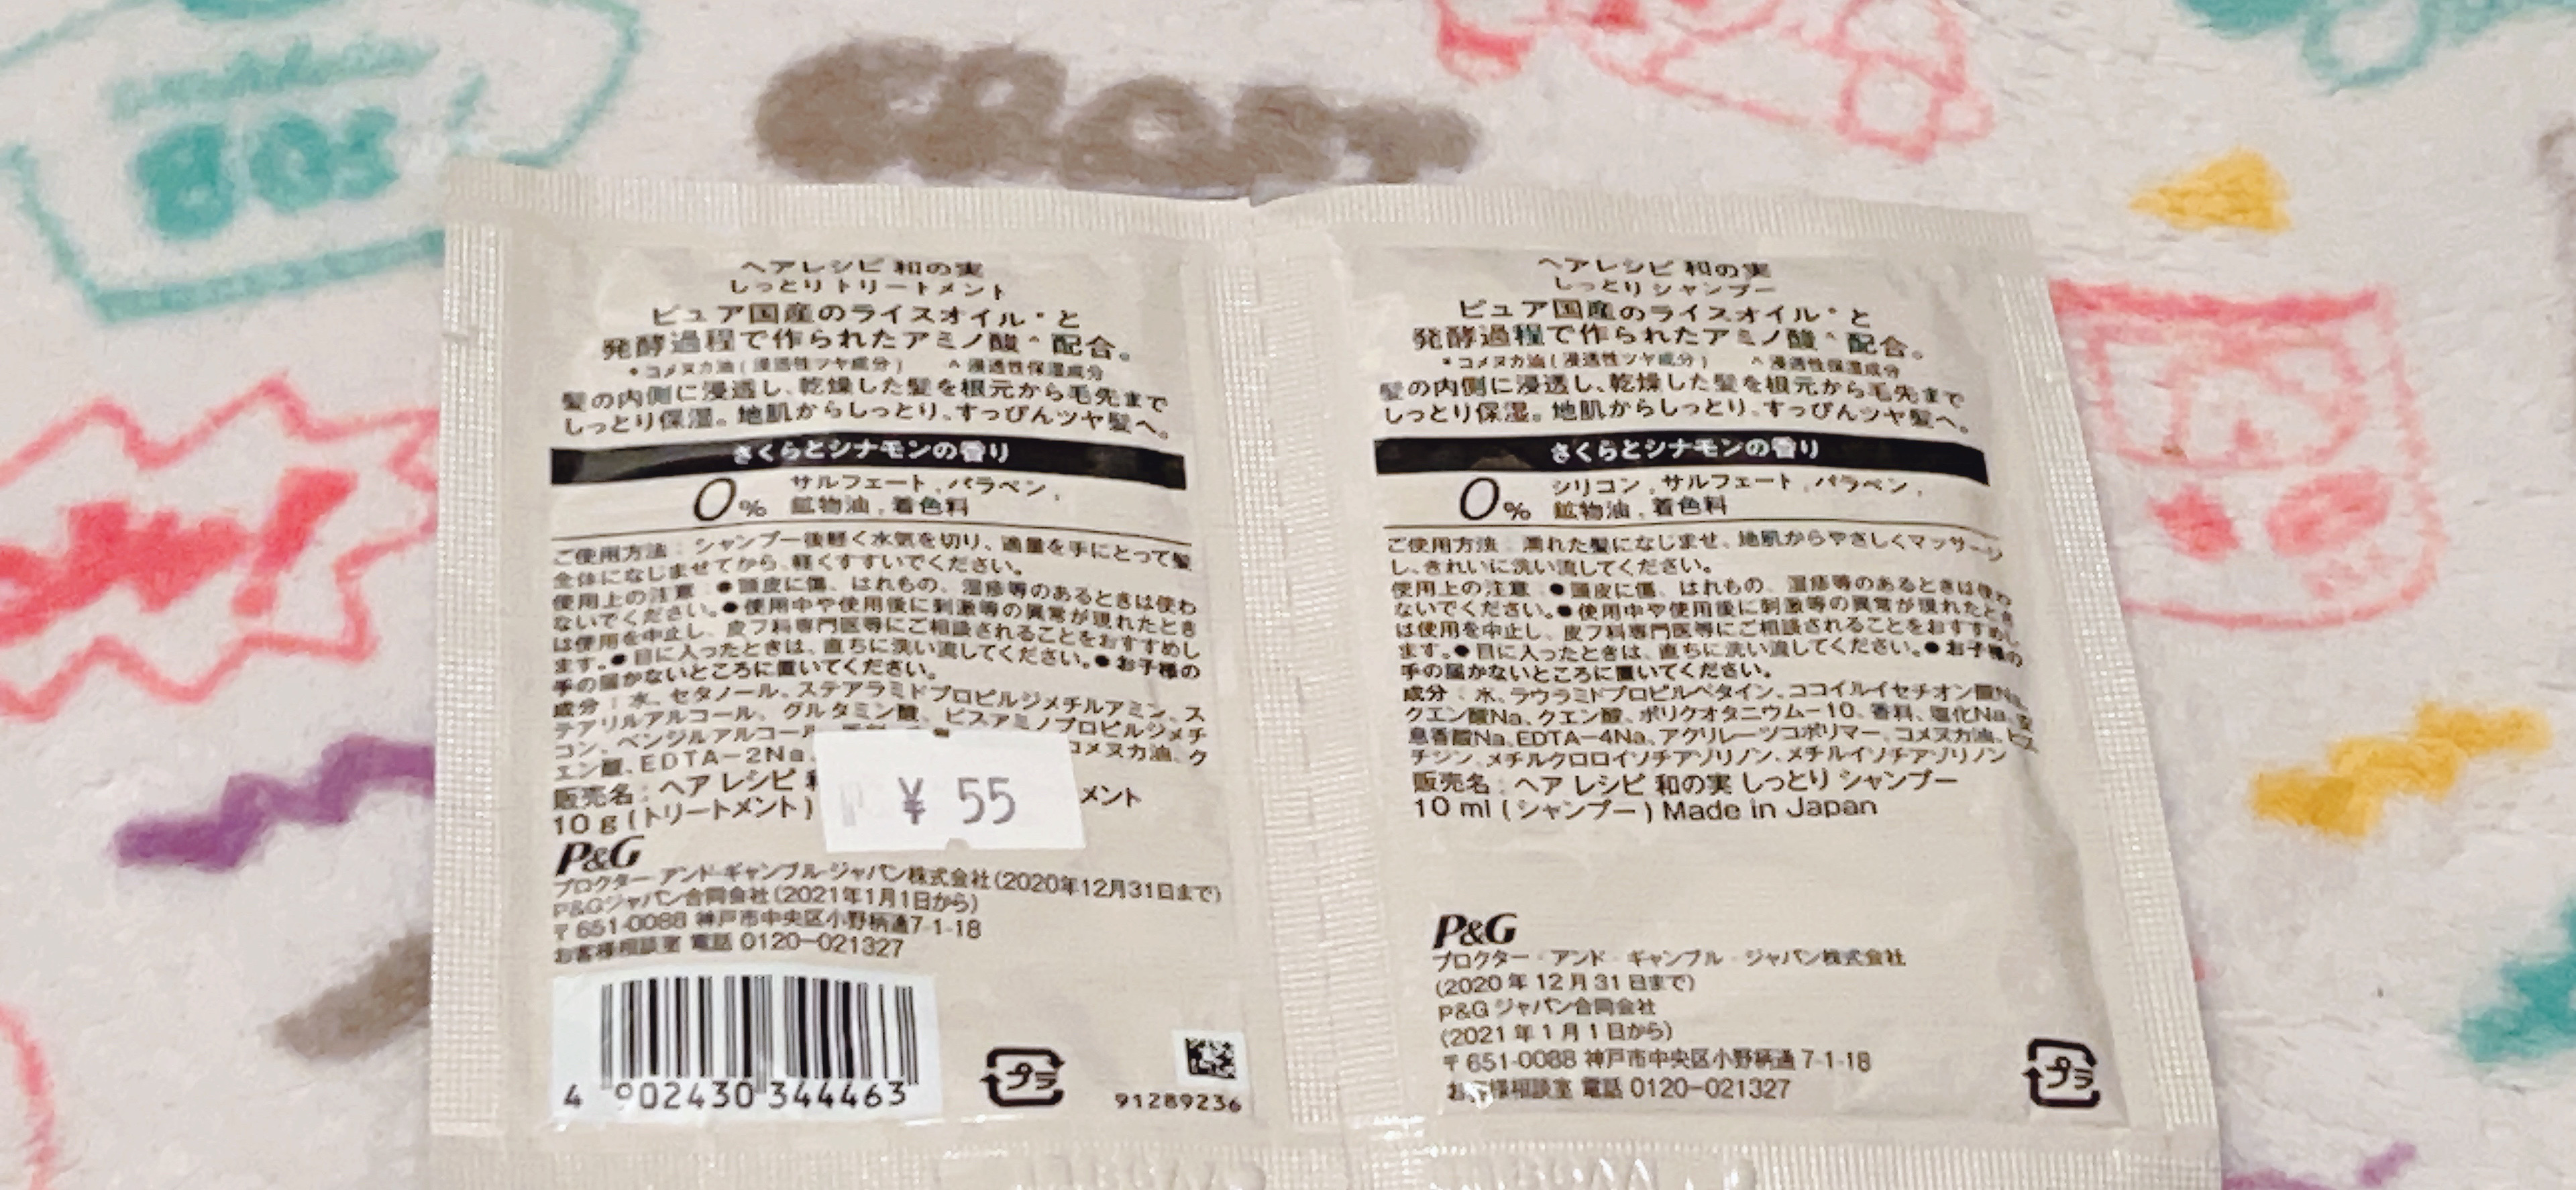 ヘアレシピ 和の実
しっとり トリートメント
ピュア国産のライスオイル * と
発酵過程で作られたアミノ酸 ^ 配合。
* コメヌカ油 ( 浸透性ツヤ成分 ) ^ 浸透性保湿成分
髪の内側に浸透し、乾燥した髪を根元から毛先まで
しっとり保湿。地肌からしっとり、すっぴんツヤ髪へ。
さくらとシナモンの香り
0% サルフェート、パラベン、
鉱物油、着色料
ご使用方法：シャンプー後軽く水気を切り、適量を手にとって髪
全体になじませてから、軽くすすいでください。
使用上の注意：●頭皮に傷、はれもの、湿疹等のあるときは使わ
ないでください。●使用中や使用後に刺激等の異常が現れたとき
は使用を中止し、皮フ科専門医等にご相談されることをおすすめし
ます。●目に入ったときは、直ちに洗い流してください。●お子様の
手の届かないところに置いてください。
成分：水、セタノール、ステアラミドプロピルジメチルアミン、ス
テアリルアルコール、グルタミン酸、ビスアミノプロピルジメチ
コン、ベンジルアルコール
エン酸、EDTA-2Na、 コメヌカ油、ク
販売名：ヘア レシピ 和 メント
10 g (トリートメント)
¥ 55
P&G
プロクター・アンド・ギャンブル・ジャパン株式会社(2020年12月31日まで)
P&Gジャパン合同会社(2021年1月1日から)
〒651-0088 神戸市中央区小野柄通7-1-18
お客様相談室 電話 0120-021327
4 902430 344463
プラ
91289236
ヘアレシピ 和の実
しっとり シャンプー
ピュア国産のライスオイル * と
発酵過程で作られたアミノ酸 ^ 配合。
* コメヌカ油 ( 浸透性ツヤ成分 ) ^ 浸透性保湿成分
髪の内側に浸透し、乾燥した髪を根元から毛先まで
しっとり保湿。地肌からしっとり、すっぴんツヤ髪へ。
さくらとシナモンの香り
0% シリコン、サルフェート、パラベン、
鉱物油、着色料
ご使用方法：濡れた髪になじませ、地肌からやさしくマッサージ
し、きれいに洗い流してください。
使用上の注意：●頭皮に傷、はれもの、湿疹等のあるときは使わ
ないでください。●使用中や使用後に刺激等の異常が現れたとき
は使用を中止し、皮フ科専門医等にご相談されることをおすすめし
ます。●目に入ったときは、直ちに洗い流してください。●お子様の
手の届かないところに置いてください。
成分：水、ラウラミドプロピルベタイン、ココイルイセチオン酸Na、
クエン酸Na、クエン酸、ポリクオタニウム-10、香料、塩化Na、安
息香酸Na、EDTA-4Na、アクリレーツコポリマー、コメヌカ油、ヒス
チジン、メチルクロロイソチアゾリノン、メチルイソチアゾリノン
販売名：ヘア レシピ 和の実 しっとり シャンプー
10 ml (シャンプー) Made in Japan
P&G
プロクター・アンド・ギャンブル・ジャパン株式会社
(2020 年 12 月 31 日まで)
P&G ジャパン合同会社
(2021 年 1 月 1 日から)
〒651-0088 神戸市中央区小野柄通 7-1-18
お客様相談室 電話 0120-021327
プラ